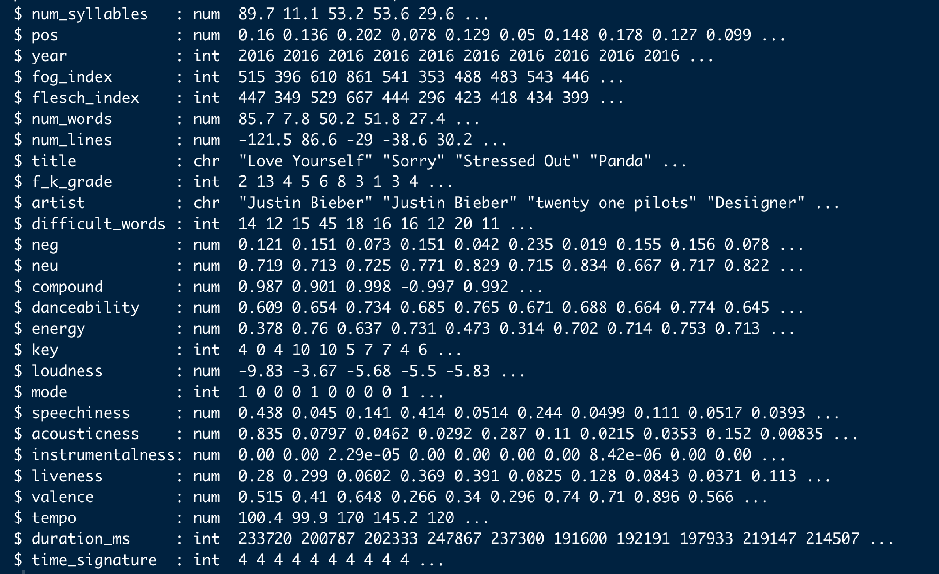 $ num_syllables : num 89.7 11.1 53.2 53.6 29.6 ...
$ pos : num 0.16 0.136 0.202 0.078 0.129 0.05 0.148 0.178 0.127 0.099 ...
$ year : int 2016 2016 2016 2016 2016 2016 2016 2016 2016 2016 ...
$ fog_index : int 515 396 610 861 541 353 488 483 543 446 ...
$ flesch_index : int 447 349 529 667 444 296 423 418 434 399 ...
$ num_words : num 85.7 7.8 50.2 51.8 27.4 ...
$ num_lines : num -121.5 86.6 -29 -38.6 30.2 ...
$ title : chr "Love Yourself" "Sorry" "Stressed Out" "Panda" ...
$ f_k_grade : int 2 13 4 5 6 8 3 1 3 4 ...
$ artist : chr "Justin Bieber" "Justin Bieber" "twenty one pilots" "Desiigner" ...
$ difficult_words : int 14 12 15 45 18 16 16 12 20 11 ...
$ neg : num 0.121 0.151 0.073 0.151 0.042 0.235 0.019 0.155 0.156 0.078 ...
$ neu : num 0.719 0.713 0.725 0.771 0.829 0.715 0.834 0.667 0.717 0.822 ...
$ compound : num 0.987 0.901 0.998 -0.997 0.992 ...
$ danceability : num 0.609 0.654 0.734 0.685 0.765 0.671 0.688 0.664 0.774 0.645 ...
$ energy : num 0.378 0.76 0.637 0.731 0.473 0.314 0.702 0.714 0.753 0.713 ...
$ key : int 4 0 4 10 10 5 7 7 4 6 ...
$ loudness : num -9.83 -3.67 -5.68 -5.5 -5.83 ...
$ mode : int 1 0 0 0 1 0 0 0 0 1 ...
$ speechiness : num 0.438 0.045 0.141 0.414 0.0514 0.244 0.0499 0.111 0.0517 0.0393 ...
$ acousticness : num 0.835 0.0797 0.0462 0.0292 0.287 0.11 0.0215 0.0353 0.152 0.00835 ...
$ instrumentalness: num 0.00 0.00 2.29e-05 0.00 0.00 0.00 0.00 8.42e-06 0.00 0.00 ...
$ liveness : num 0.28 0.299 0.0602 0.369 0.391 0.0825 0.128 0.0843 0.0371 0.113 ...
$ valence : num 0.515 0.41 0.648 0.266 0.34 0.296 0.74 0.71 0.896 0.566 ...
$ tempo : num 100.4 99.9 170 145.2 120 ...
$ duration_ms : int 233720 200787 202333 247867 237300 191600 192191 197933 219147 214507 ...
$ time_signature : int 4 4 4 4 4 4 4 4 4 4 ...